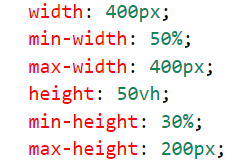 width: 400px;
min-width: 50%;
max-width: 400px;
height: 50vh;
min-height: 30%;
max-height: 200px;